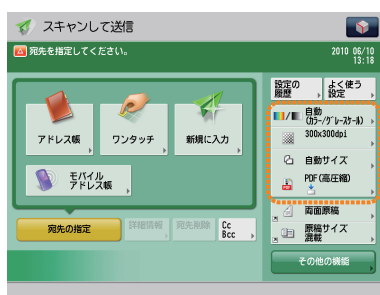 スキャンして送信
宛先を指定してください。
2010 06/10
13:18
設定の
履歴
よく使う
設定
アドレス帳
ワンタッチ
新規に入力
モバイル
アドレス帳
宛先の指定
詳細情報
宛先削除
Cc
Bcc
自動
(カラー/グレースケール)
300x300dpi
自動サイズ
PDF(高圧縮)
両面原稿
原稿サイズ
混載
その他の機能